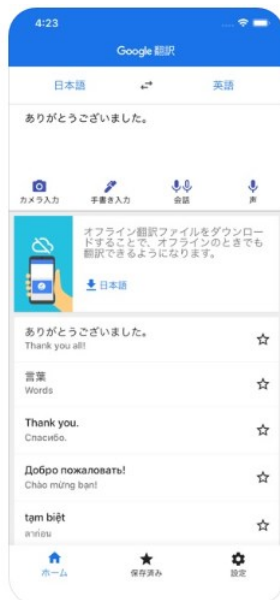 4:23
Google 翻訳
日本語
英語
ありがとうございました。
カメラ入力
手書き入力
会話
声
オフライン翻訳ファイルをダウンロー
ドすることで、オフラインのときでも
翻訳できるようになります。
日本語
ありがとうございました。
Thank you all!
言葉
Words
Thank you.
Спасибо.
Добро пожаловать!
Chào mừng bạn!
tạm biệt
ลาก่อน
ホーム
保存済み
設定